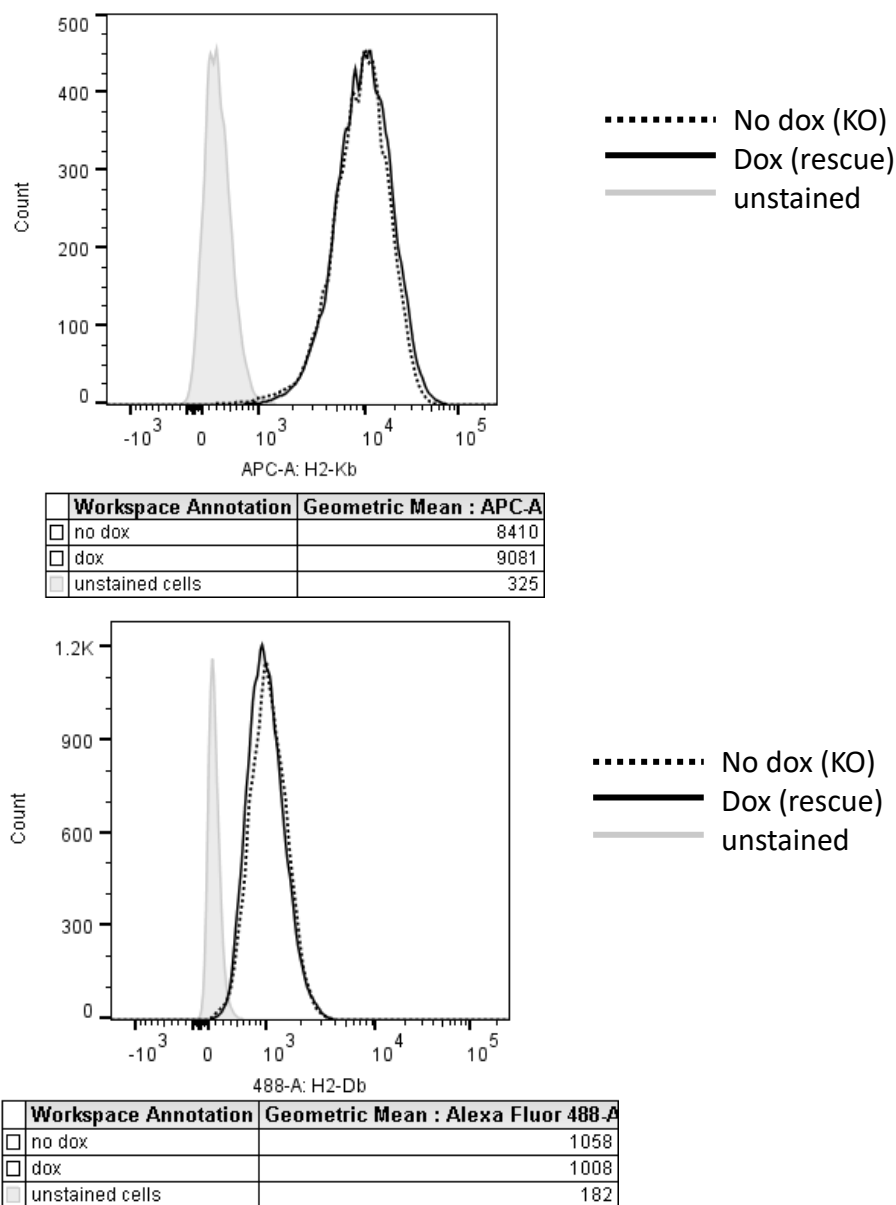 500
400
300
200
100
0
Count
-10^3 0 10^3 10^4 10^5
APC-A: H2-Kb
No dox (KO)
Dox (rescue)
unstained
Workspace Annotation Geometric Mean : APC-A
no dox 8410
dox 9081
unstained cells 325
1.2K
900
600
300
0
Count
-10^3 0 10^3 10^4 10^5
488-A: H2-Db
No dox (KO)
Dox (rescue)
unstained
Workspace Annotation Geometric Mean : Alexa Fluor 488-A
no dox 1058
dox 1008
unstained cells 182